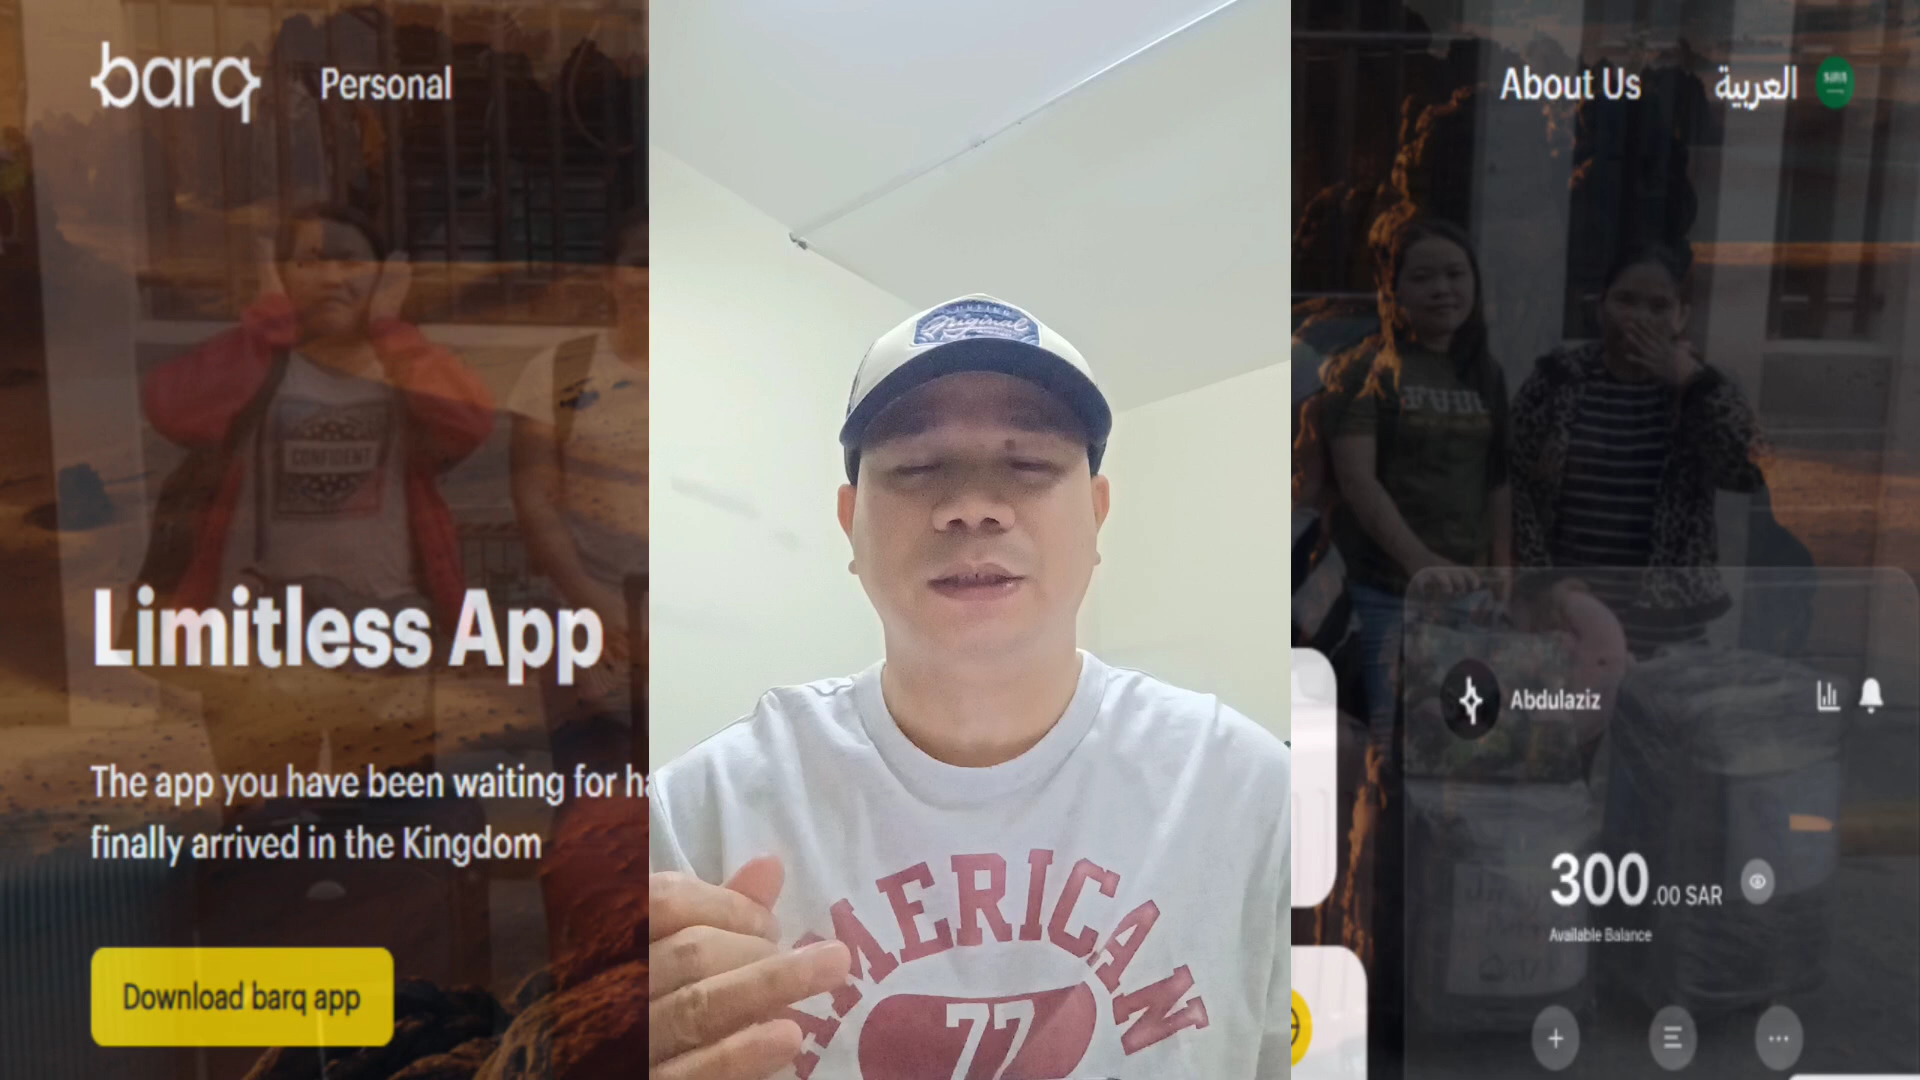 barq
Personal
About Us
العربية
Original
CONFIDENT
Limitless App
The app you have been waiting for ha
finally arrived in the Kingdom
Download barq app
AMERICAN
77
Abdulaziz
300.00 SAR
Available Balance